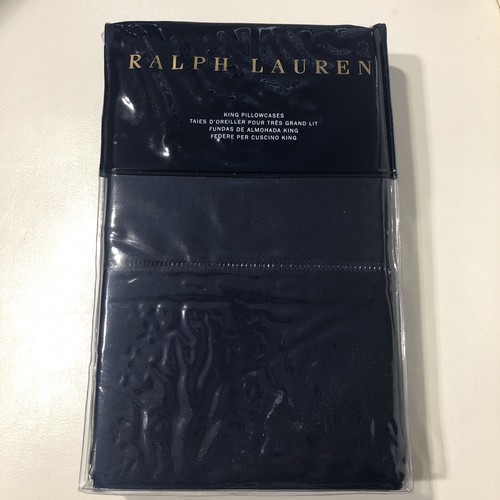 RALPH LAUREN
KING PILLOWCASES
TAIES D'OREILLER POUR TRÈS GRAND LIT
FUNDAS DE ALMOHADA KING
FEDERE PER CUSCINO KING